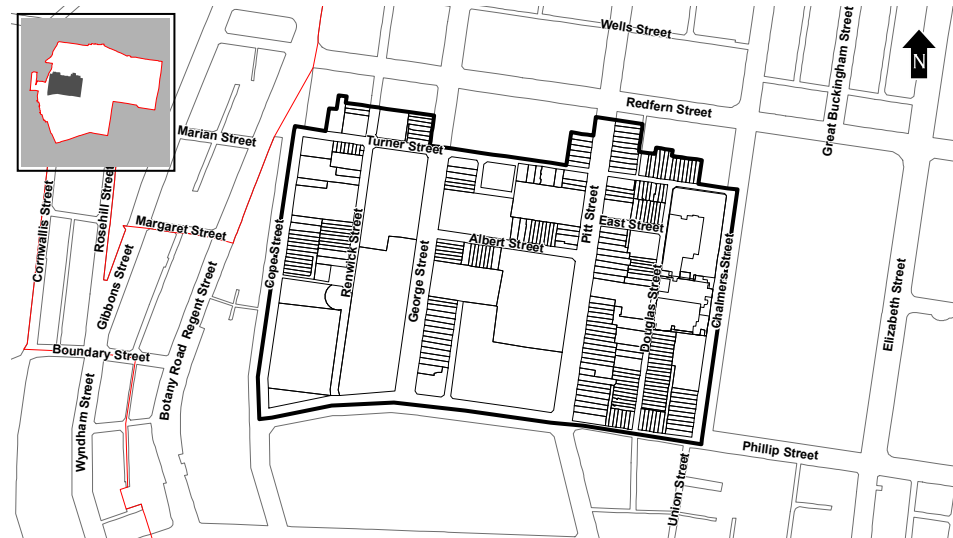 Wells Street
Great Buckingham Street
N
Redfern Street
Marian Street
Turner Street
Cornwallis Street
Rosehill Street
Margaret Street
Gibbons Street
Cope Street
Renwick Street
George Street
Albert Street
Pitt Street
East Street
Douglas Street
Chalmers Street
Elizabeth Street
Botany Road
Regent Street
Boundary Street
Wyndham Street
Phillip Street
Union Street